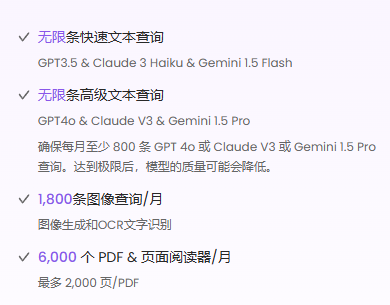 无限条快速文本查询
GPT3.5 & Claude 3 Haiku & Gemini 1.5 Flash
无限条高级文本查询
GPT4o & Claude V3 & Gemini 1.5 Pro
确保每月至少 800 条 GPT 4o 或 Claude V3 或 Gemini 1.5 Pro
查询。达到极限后，模型的质量可能会降低。
1,800条图像查询/月
图像生成和OCR文字识别
6,000 个 PDF & 页面阅读器/月
最多 2,000 页/PDF